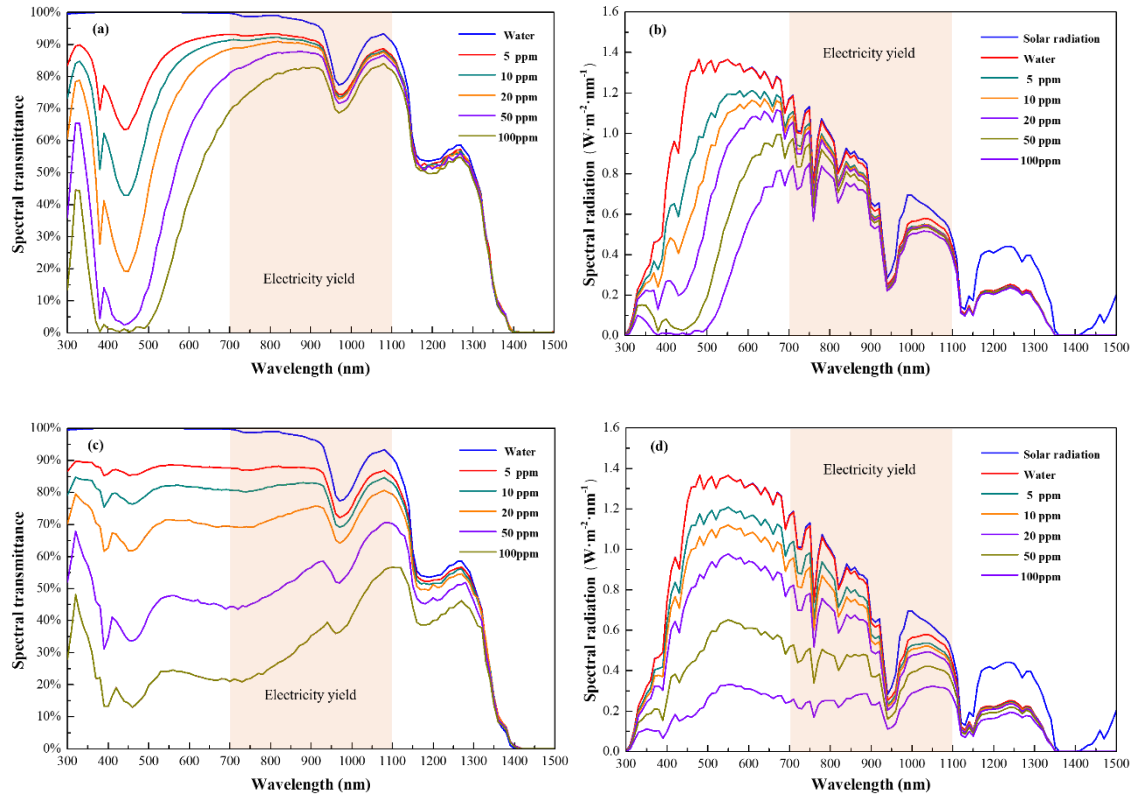 (a)
Spectral transmittance
100%
90%
80%
70%
60%
50%
40%
30%
20%
10%
0%
Water
5 ppm
10 ppm
20 ppm
50 ppm
100ppm
Electricity yield
300 400 500 600 700 800 900 1000 1100 1200 1300 1400 1500
Wavelength (nm)
(b)
Spectral radiation (W·m⁻²·nm⁻¹)
1.6
1.4
1.2
1.0
0.8
0.6
0.4
0.2
0.0
Electricity yield
Solar radiation
Water
5 ppm
10 ppm
20 ppm
50 ppm
100ppm
300 400 500 600 700 800 900 1000 1100 1200 1300 1400 1500
Wavelength (nm)
(c)
Spectral transmittance
100%
90%
80%
70%
60%
50%
40%
30%
20%
10%
0%
Water
5 ppm
10 ppm
20 ppm
50 ppm
100ppm
Electricity yield
300 400 500 600 700 800 900 1000 1100 1200 1300 1400 1500
Wavelength (nm)
(d)
Spectral radiation (W·m⁻²·nm⁻¹)
1.6
1.4
1.2
1.0
0.8
0.6
0.4
0.2
0.0
Electricity yield
Solar radiation
Water
5 ppm
10 ppm
20 ppm
50 ppm
100ppm
300 400 500 600 700 800 900 1000 1100 1200 1300 1400 1500
Wavelength (nm)